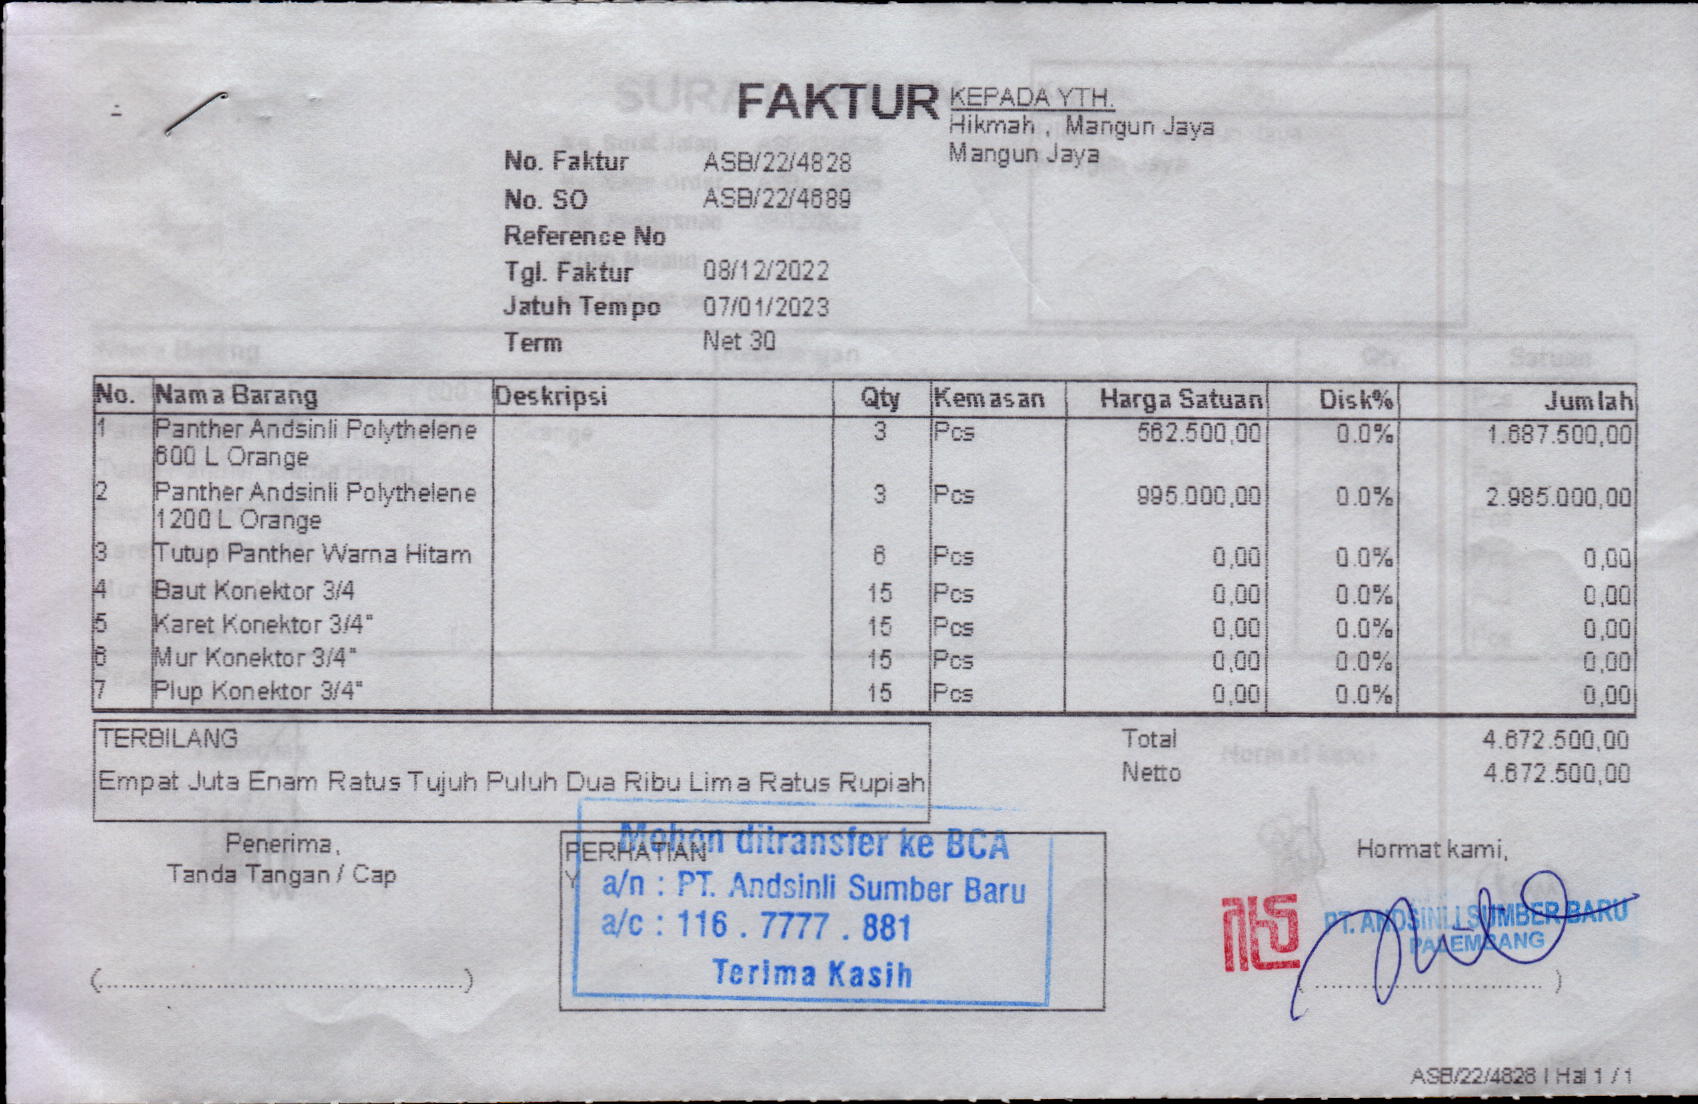 FAKTUR
KEPADA YTH.
Hikmah , Mangun Jaya
Mangun Jaya
No. Faktur ASB/22/4828
No. SO ASB/22/4689
Reference No
Tgl. Faktur 08/12/2022
Jatuh Tempo 07/01/2023
Term Net 30
No. Nama Barang Deskripsi Qty Kemasan Harga Satuan Disk% Jumlah
1 Panther Andsinli Polythelene 3 Pcs 562.500,00 0.0% 1.687.500,00
600 L Orange
2 Panther Andsinli Polythelene 3 Pcs 995.000,00 0.0% 2.985.000,00
1200 L Orange
3 Tutup Panther Warna Hitam 6 Pcs 0,00 0.0% 0,00
4 Baut Konektor 3/4 15 Pcs 0,00 0.0% 0,00
5 Karet Konektor 3/4" 15 Pcs 0,00 0.0% 0,00
6 Mur Konektor 3/4" 15 Pcs 0,00 0.0% 0,00
7 Plup Konektor 3/4" 15 Pcs 0,00 0.0% 0,00
TERBILANG
Empat Juta Enam Ratus Tujuh Puluh Dua Ribu Lima Ratus Rupiah
Total 4.672.500,00
Netto 4.672.500,00
Penerima,
Tanda Tangan / Cap
PERHATIAN
Y
Mohon ditransfer ke BCA
a/n : PT. Andsinli Sumber Baru
a/c : 116 . 7777 . 881
Terima Kasih
Hormat kami,
PT. ANDSINLI SUMBER BARU
PALEMBANG
ASB/22/4828 | Hal 1 / 1